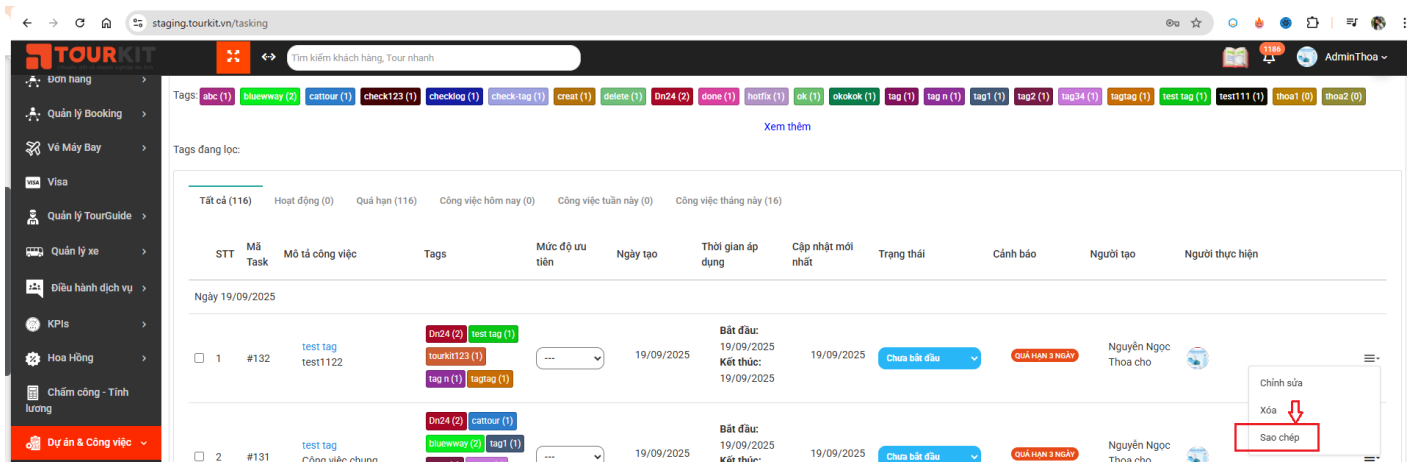 staging.tourkit.vn/tasking
TOURKIT
Tìm kiếm khách hàng, Tour nhanh
1186
AdminThoa
Đơn hàng
Quản lý Booking
Vé Máy Bay
VISA Visa
Quản lý TourGuide
Quản lý xe
Điều hành dịch vụ
KPIs
Hoa Hồng
Chấm công - Tính
lương
Dự án & Công việc
Tags: abc (1) bluewway (2) cattour (1) check123 (1) checklog (1) check-tag (1) creat (1) delete (1) Dn24 (2) done (1) hotfix (1) ok (1) okokok (1) tag (1) tag n (1) tag1 (1) tag2 (1) tag34 (1) tagtag (1) test tag (1) test111 (1) thoa1 (0) thoa2 (0)
Xem thêm
Tags đang lọc:
Tất cả (116) Hoạt động (0) Quá hạn (116) Công việc hôm nay (0) Công việc tuần này (0) Công việc tháng này (16)
STT Mã Task Mô tả công việc Tags Mức độ ưu tiên Ngày tạo Thời gian áp dụng Cập nhật mới nhất Trạng thái Cảnh báo Người tạo Người thực hiện
Ngày 19/09/2025
1 #132
test tag
test1122
Dn24 (2) test tag (1)
tourkit123 (1)
tag n (1) tagtag (1)
---
19/09/2025
Bắt đầu:
19/09/2025
Kết thúc:
19/09/2025
19/09/2025
Chưa bắt đầu
QUÁ HẠN 3 NGÀY
Nguyễn Ngọc
Thoa cho
Chỉnh sửa
Xóa
Sao chép
2 #131
test tag
Công việc chung
Dn24 (2) cattour (1)
bluewway (2) tag1 (1)
---
19/09/2025
Bắt đầu:
19/09/2025
Kết thúc:
19/09/2025
Chưa bắt đầu
QUÁ HẠN 3 NGÀY
Nguyễn Ngọc
Thoa cho